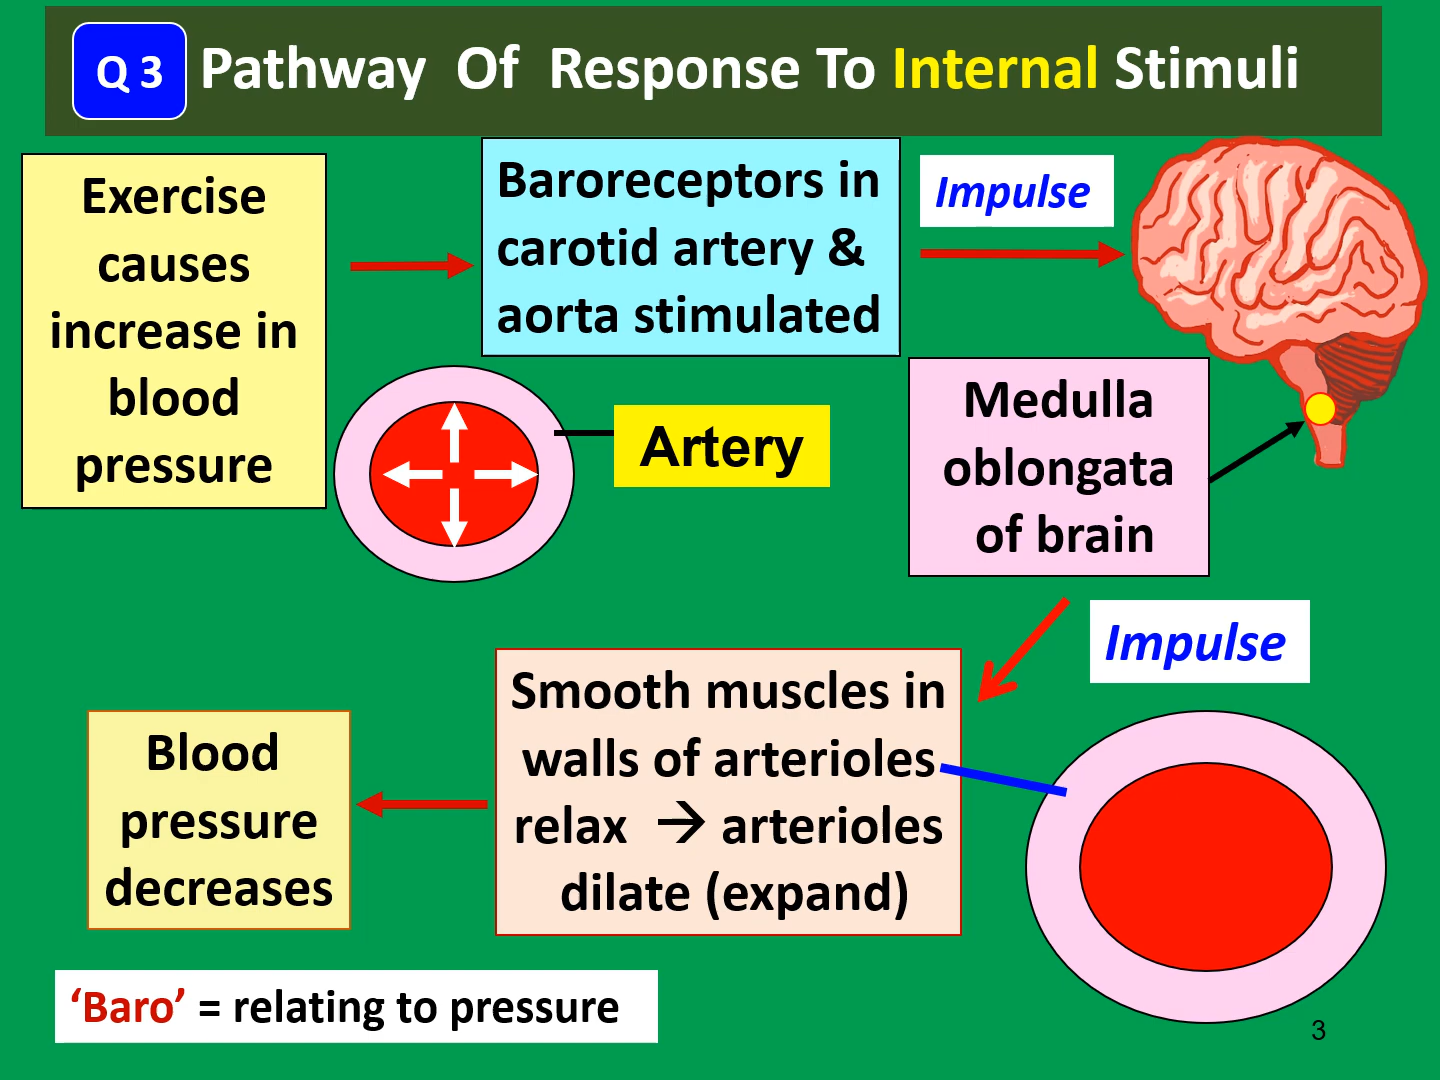 Q 3
Pathway Of Response To Internal Stimuli
Exercise
causes
increase in
blood
pressure
Baroreceptors in
carotid artery &
aorta stimulated
Impulse
Artery
Medulla
oblongata
of brain
Impulse
Smooth muscles in
walls of arterioles
relax → arterioles
dilate (expand)
Blood
pressure
decreases
‘Baro’ = relating to pressure
3